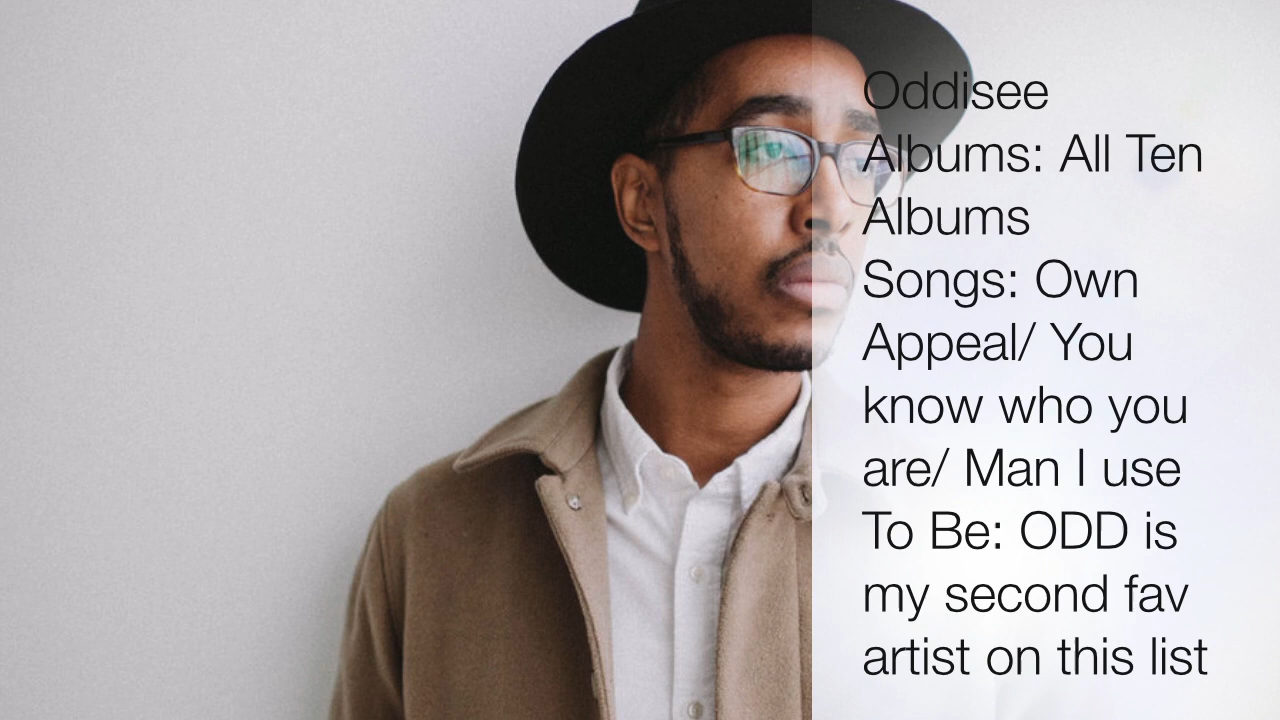 Oddisee
Albums: All Ten
Albums
Songs: Own
Appeal/ You
know who you
are/ Man I use
To Be: ODD is
my second fav
artist on this list